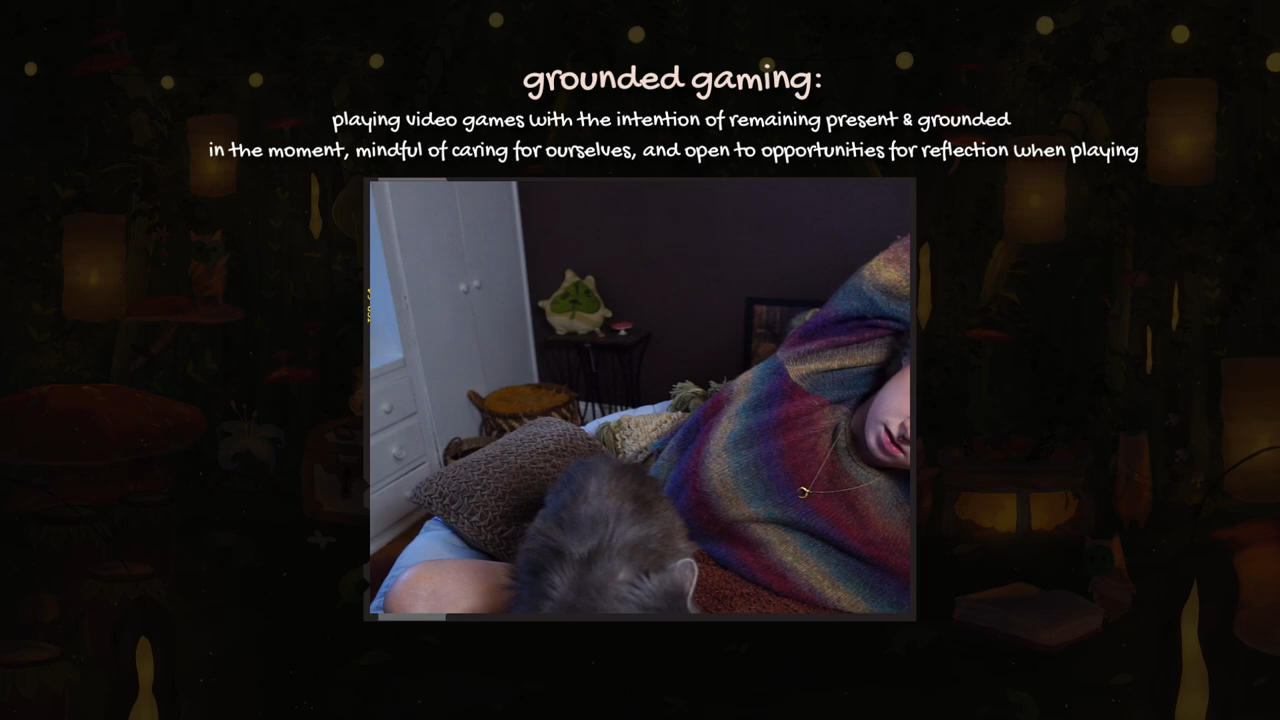 grounded gaming:
playing video games with the intention of remaining present & grounded
in the moment, mindful of caring for ourselves, and open to opportunities for reflection when playing